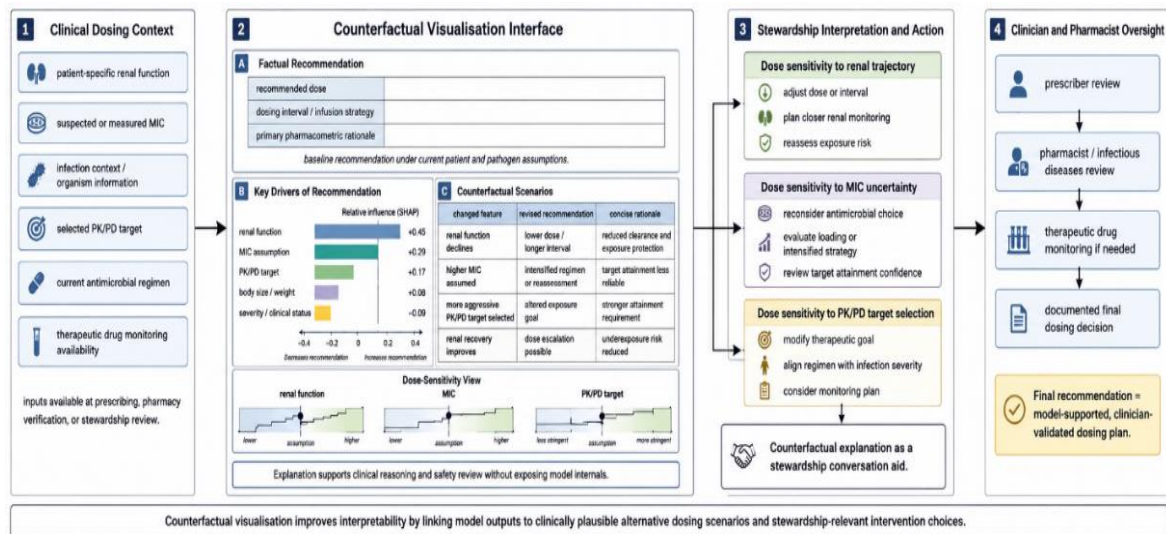 1 Clinical Dosing Context
patient-specific renal function
suspected or measured MIC
infection context /
organism information
selected PK/PD target
current antimicrobial regimen
therapeutic drug monitoring
availability
inputs available at prescribing, pharmacy
verification, or stewardship review.
2 Counterfactual Visualisation Interface
A Factual Recommendation
recommended dose
dosing interval / infusion strategy
primary pharmacometric rationale
baseline recommendation under current patient and pathogen assumptions.
B Key Drivers of Recommendation
Relative influence (SHAP)
renal function +0.45
MIC assumption +0.29
PK/PD target +0.17
body size / weight +0.08
severity / clinical status −0.09
−0.4 −0.2 0 0.2 0.4
Decreases recommendation Increases recommendation
C Counterfactual Scenarios
changed feature revised recommendation concise rationale
renal function lower dose / reduced clearance and
declines longer interval exposure protection
higher MIC intensified regimen target attainment less
assumed or reassessment reliable
more aggressive altered exposure stronger attainment
PK/PD target selected goal requirement
renal recovery dose escalation underexposure risk
improves possible reduced
Dose-Sensitivity View
renal function MIC PK/PD target
lower assumption higher lower assumption higher less stringent assumption more stringent
Explanation supports clinical reasoning and safety review without exposing model internals.
3 Stewardship Interpretation and Action
Dose sensitivity to renal trajectory
adjust dose or interval
plan closer renal monitoring
reassess exposure risk
Dose sensitivity to MIC uncertainty
reconsider antimicrobial choice
evaluate loading or
intensified strategy
review target attainment confidence
Dose sensitivity to PK/PD target selection
modify therapeutic goal
align regimen with infection severity
consider monitoring plan
Counterfactual explanation as a
stewardship conversation aid.
4 Clinician and Pharmacist Oversight
prescriber review
pharmacist / infectious
diseases review
therapeutic drug
monitoring if needed
documented final
dosing decision
Final recommendation =
model-supported, clinician-
validated dosing plan.
Counterfactual visualisation improves interpretability by linking model outputs to clinically plausible alternative dosing scenarios and stewardship-relevant intervention choices.